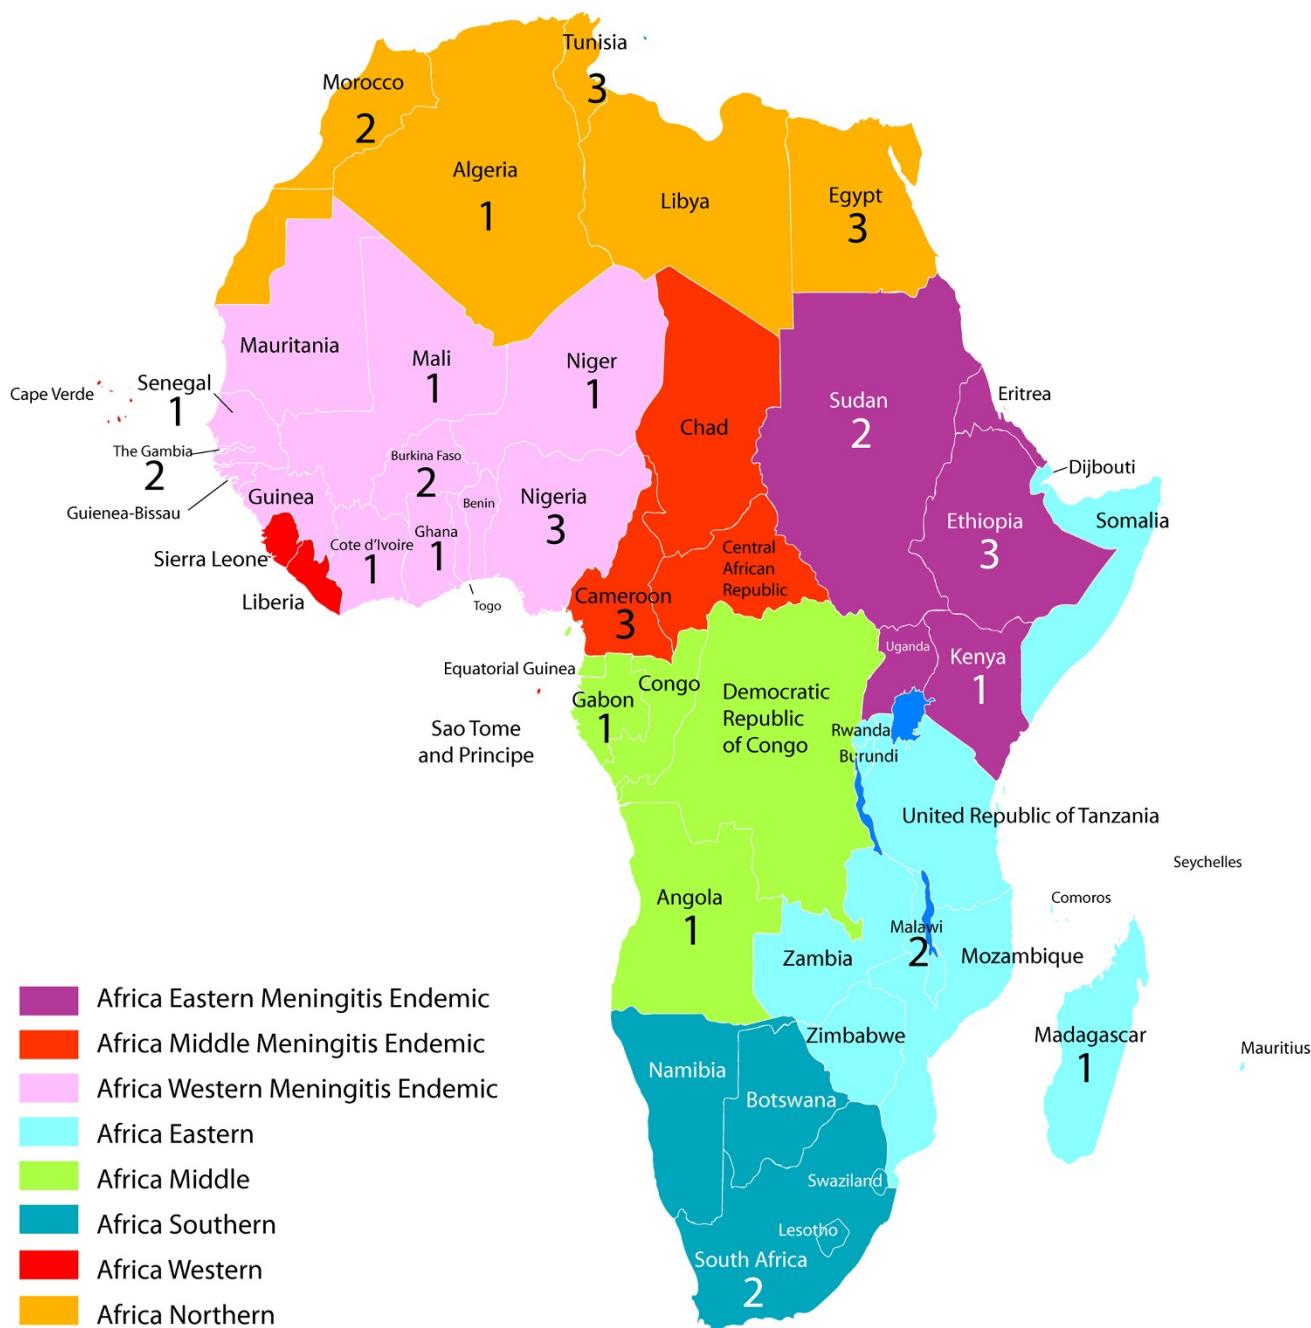 Tunisia
3
Morocco
2
Algeria
1
Libya
Egypt
3
Mauritania
Mali
1
Niger
1
Cape Verde
Senegal
1
Chad
Sudan
2
Eritrea
The Gambia
2
Burkina Faso
2
Dijbouti
Guienea-Bissau
Guinea
Benin
Nigeria
3
Ethiopia
3
Somalia
Sierra Leone
Cote d'Ivoire
1
Ghana
1
Central
African
Republic
Liberia
Togo
Cameroon
3
Uganda
Kenya
1
Equatorial Guinea
Gabon
1
Congo
Democratic
Republic
of Congo
Sao Tome
and Principe
Rwanda
Burundi
United Republic of Tanzania
Seychelles
Angola
1
Comoros
Malawi
2
Zambia
Mozambique
Zimbabwe
Madagascar
1
Mauritius
Namibia
Botswana
Swaziland
Lesotho
South Africa
2
Africa Eastern Meningitis Endemic
Africa Middle Meningitis Endemic
Africa Western Meningitis Endemic
Africa Eastern
Africa Middle
Africa Southern
Africa Western
Africa Northern